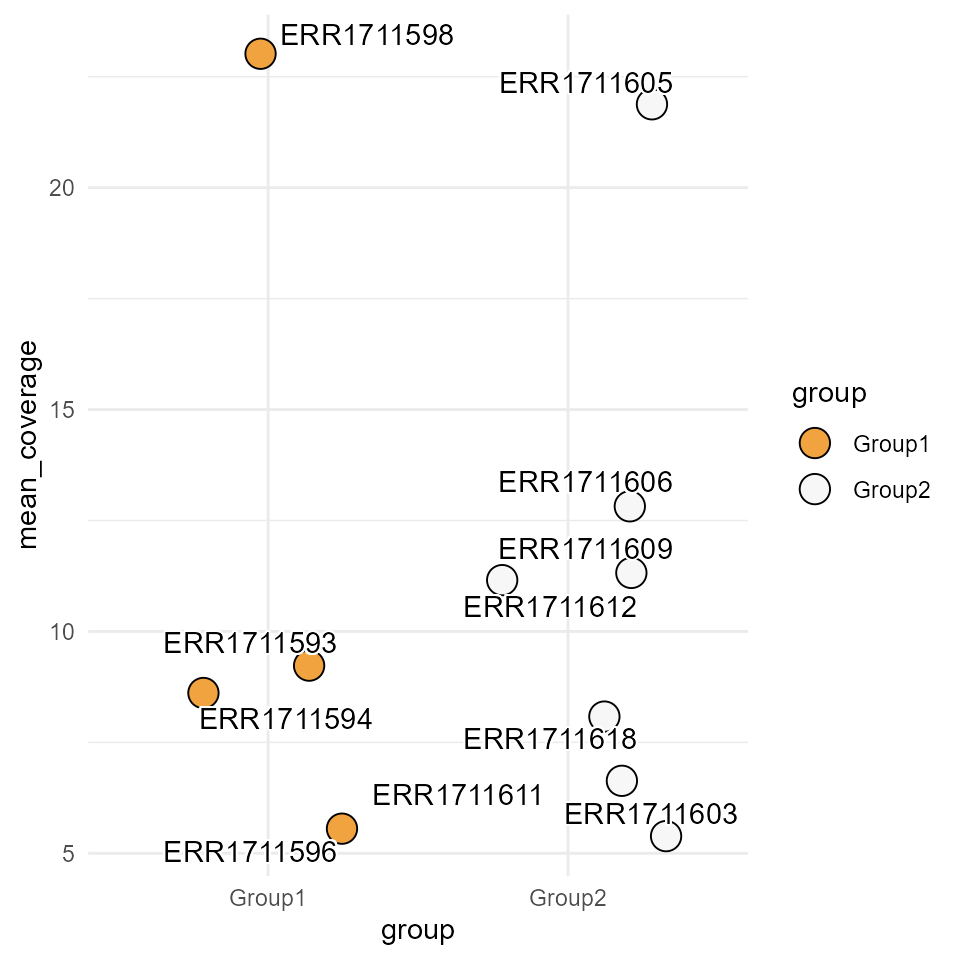 ERR1711598
ERR1711605
20
mean_coverage
15
group
Group1
ERR1711606
Group2
ERR1711609
ERR1711612
10
ERR1711593
ERR1711594
ERR1711618
ERR1711611
ERR1711603
ERR1711596
5
Group1
Group2
group